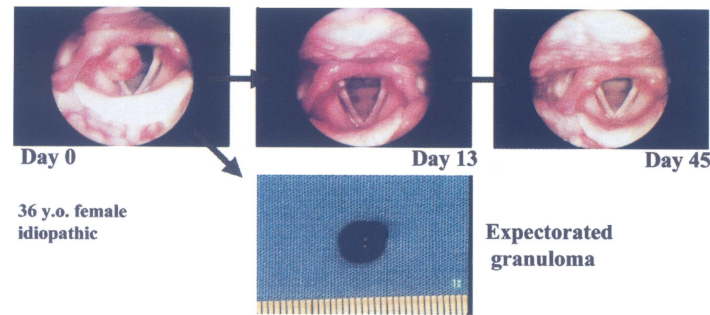 Day 0
Day 13
Day 45
36 y.o. female
idiopathic
Expectorated
granuloma